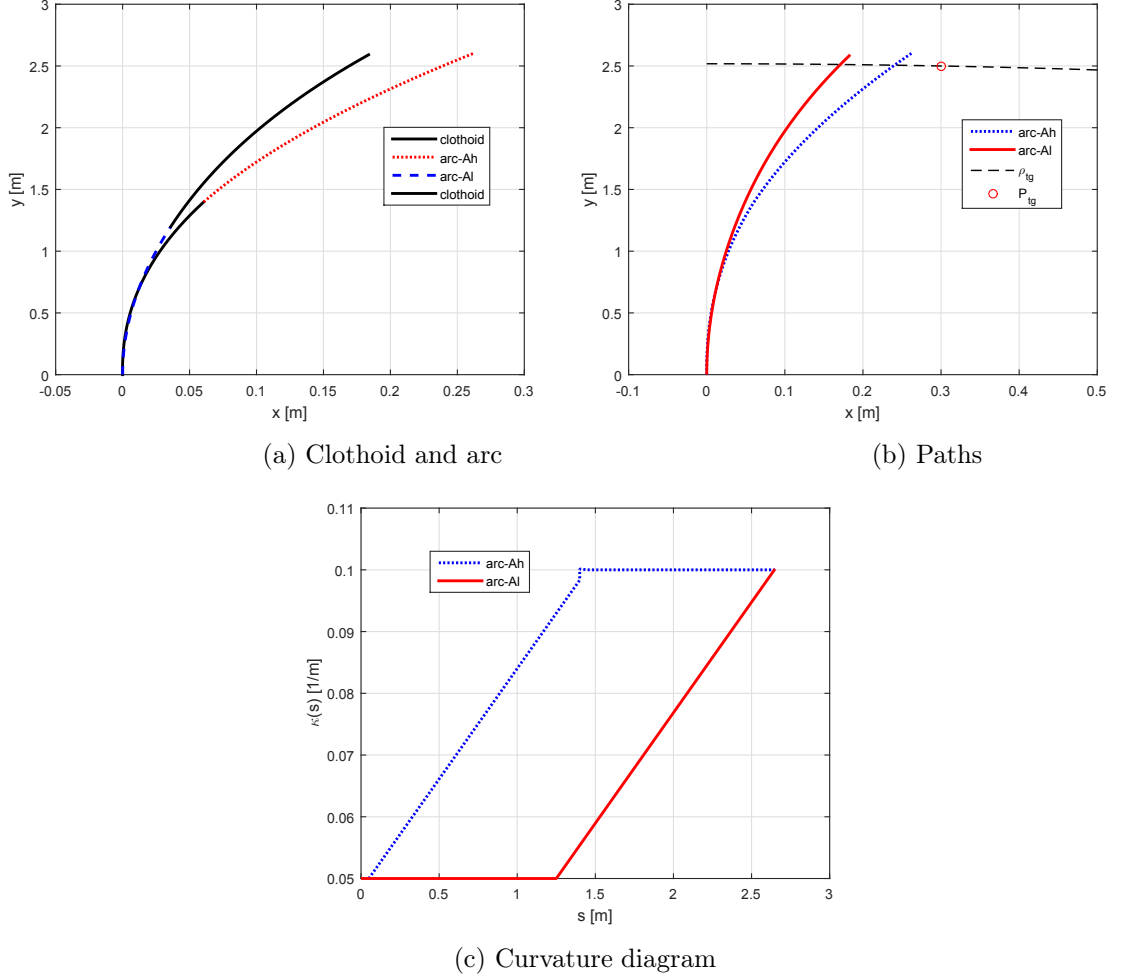 3
2.5
2
1.5
1
0.5
0
y [m]
-0.05
0
0.05
0.1
0.15
0.2
0.25
0.3
x [m]
clothoid
arc-Ah
arc-Al
clothoid
(a) Clothoid and arc
3
2.5
2
1.5
1
0.5
0
y [m]
-0.1
0
0.1
0.2
0.3
0.4
0.5
x [m]
arc-Ah
arc-Al
ρtg
Ptg
(b) Paths
0.11
0.1
0.09
0.08
0.07
0.06
0.05
κ(s) [1/m]
0
0.5
1
1.5
2
2.5
3
s [m]
arc-Ah
arc-Al
(c) Curvature diagram